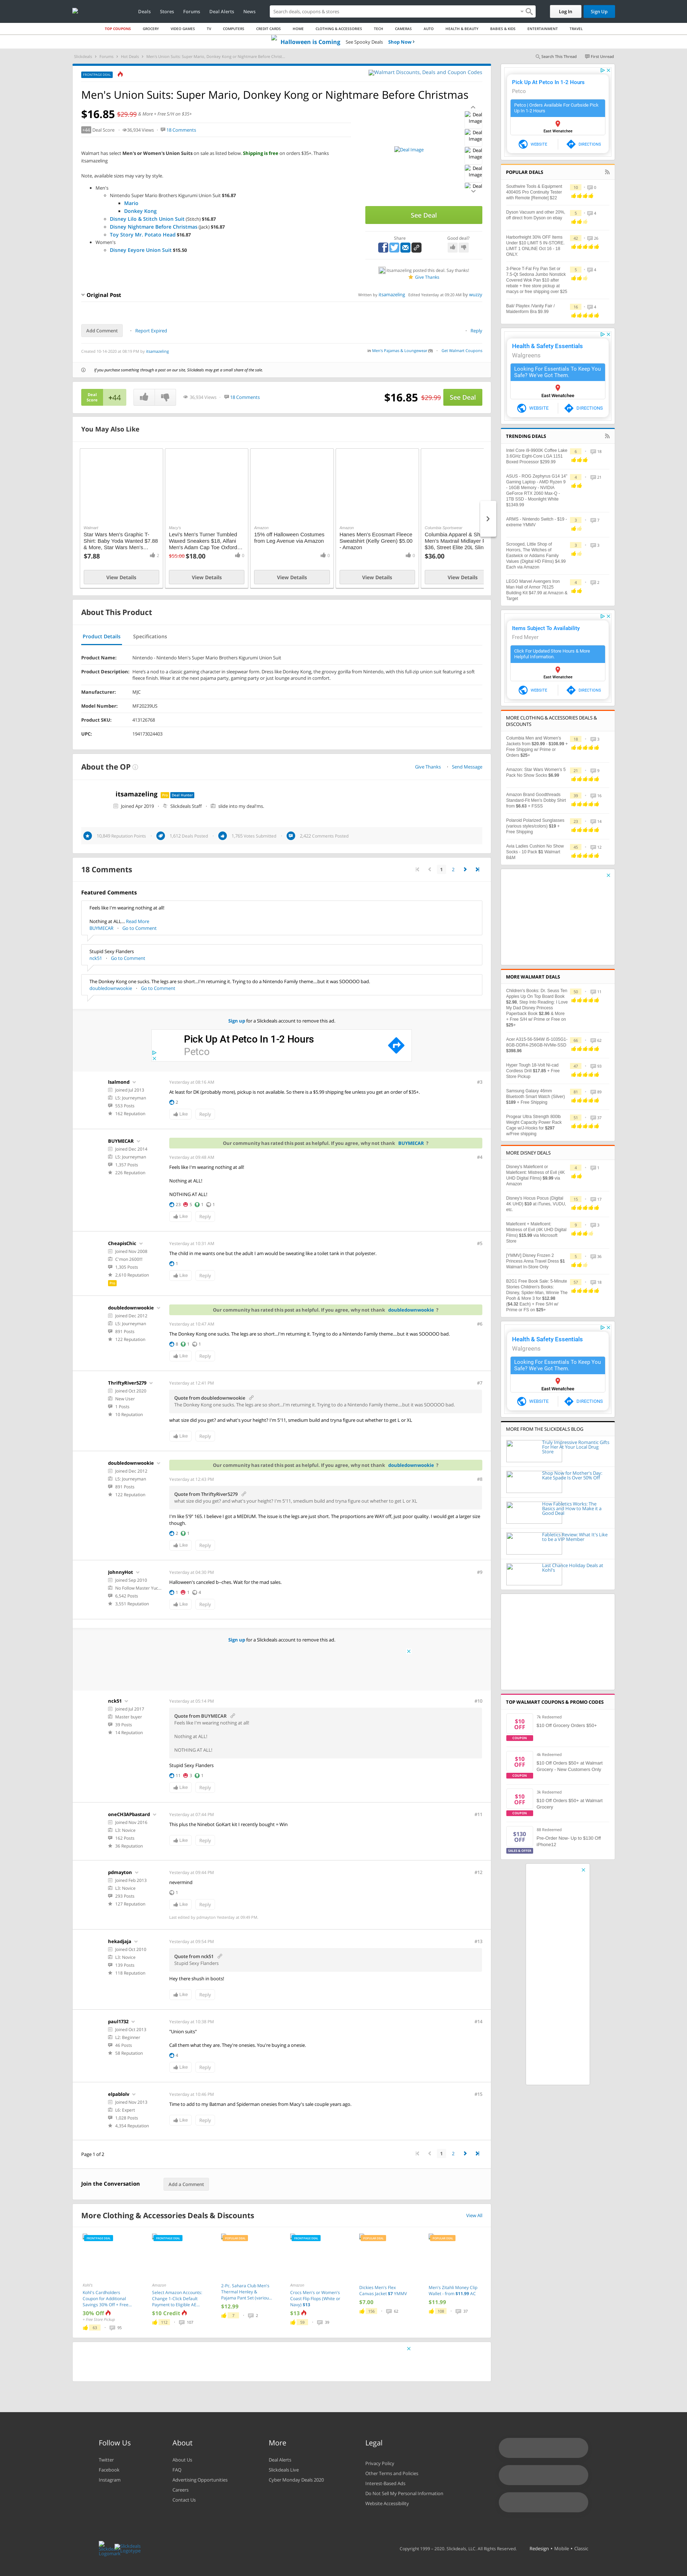 Deals
Stores
Forums
Deal Alerts
News
Search deals, coupons & stores
Log In
Sign Up
TOP COUPONS
GROCERY
VIDEO GAMES
TV
COMPUTERS
CREDIT CARDS
HOME
CLOTHING & ACCESSORIES
TECH
CAMERAS
AUTO
HEALTH & BEAUTY
BABIES & KIDS
ENTERTAINMENT
TRAVEL
Halloween is Coming
See Spooky Deals
Shop Now
Search This Thread
First Unread
FRONTPAGE DEAL
Walmart Discounts, Deals and Coupon Codes
Men's Union Suits: Super Mario, Donkey Kong or Nightmare Before Christmas
$16.85 $29.99 & More + Free S/H on $35+
+44 Deal Score
36,934 Views
18 Comments
Walmart has select Men's or Women's Union Suits on sale as listed below. Shipping is free on orders $35+. Thanks itsamazeling
Note, available sizes may vary by style.
Men's
Nintendo Super Mario Brothers Kigurumi Union Suit $16.87
Mario
Donkey Kong
Disney Lilo & Stitch Union Suit (Stitch) $16.87
Disney Nightmare Before Christmas (Jack) $16.87
Toy Story Mr. Potato Head $16.87
Women's
Disney Eeyore Union Suit $15.50
Deal Image
Deal Image
Deal Image
Deal Image
Deal Image
Deal
See Deal
Share
Good deal?
itsamazeling posted this deal. Say thanks!
Give Thanks
Original Post
Written by itsamazeling Edited Yesterday at 09:20 AM by wuzzy
Add Comment
Report Expired
Reply
Created 10-14-2020 at 08:19 PM by itsamazeling
in Men's Pajamas & Loungewear (9)
Get Walmart Coupons
If you purchase something through a post on our site, Slickdeals may get a small share of the sale.
Deal Score
+44
36,934 Views
18 Comments
$16.85 $29.99
See Deal
You May Also Like
Walmart
Star Wars Men's Graphic T-Shirt: Baby Yoda Wanted $7.88 & More, Star Wars Men's...
$7.88
View Details
Macy's
Levi's Men's Turner Tumbled Waxed Sneakers $18, Alfani Men's Adam Cap Toe Oxford...
$55.00 $18.00
View Details
Amazon
15% off Halloween Costumes from Leg Avenue via Amazon
View Details
Amazon
Hanes Men's Ecosmart Fleece Sweatshirt (Kelly Green) $5.00 - Amazon
View Details
Columbia Sportswear
$36.00
View Details
About This Product
Product Details
Specifications
Product Name: Nintendo - Nintendo Men's Super Mario Brothers Kigurumi Union Suit
Product Description: Here's a nod to a classic gaming character in sleepwear form. Dress like Donkey Kong, the growly gorilla from Nintendo, with this full-zip union suit featuring a soft fleece finish. Wear it as the next impromptu game party, gaming party or just lounge around in comfort.
Manufacturer: MJC
Model Number: MF20239US
Product SKU: 413126768
UPC: 194173024403
About the OP
Give Thanks
Send Message
itsamazeling
Pro
Deal Hunter
Joined Apr 2019
Slickdeals Staff
slide into my deal!ms.
10,849 Reputation Points
1,612 Deals Posted
1,765 Votes Submitted
2,422 Comments Posted
18 Comments
1 2
Featured Comments
Feels like I'm wearing nothing at all!
Nothing at ALL... Read More
BUYMECAR
Go to Comment
Stupid Sexy Flanders
nck51
Go to Comment
The Donkey Kong one sucks. The legs are so short...I'm returning it. Trying to do a Nintendo Family theme....but it was SOOOOO bad.
doubledownwookie
Go to Comment
Sign up for a Slickdeals account to remove this ad.
Pick Up At Petco In 1-2 Hours
Petco
lsalmond
Joined Jul 2013
L5: Journeyman
553 Posts
162 Reputation
Yesterday at 08:16 AM
#3
At least for DK (probably more), pickup is not available. So there is a $5.99 shipping fee unless you get an order of $35+.
2
Like
Reply
BUYMECAR
Joined Dec 2014
L5: Journeyman
1,357 Posts
226 Reputation
Our community has rated this post as helpful. If you agree, why not thank BUYMECAR ?
Yesterday at 09:46 AM
#4
Feels like I'm wearing nothing at all!
Nothing at ALL!
NOTHING AT ALL!
Like
Reply
CheapisChic
Joined Nov 2008
C'mon 2600!!!
1,305 Posts
2,610 Reputation
Pro
Yesterday at 10:31 AM
#5
The child in me wants one but the adult I am would be sweating like a toilet tank in that polyester.
1
Like
Reply
doubledownwookie
Joined Dec 2012
L5: Journeyman
891 Posts
122 Reputation
Our community has rated this post as helpful. If you agree, why not thank doubledownwookie ?
Yesterday at 10:47 AM
#6
The Donkey Kong one sucks. The legs are so short...I'm returning it. Trying to do a Nintendo Family theme....but it was SOOOOO bad.
Like
Reply
ThriftyRiver5279
Joined Oct 2020
New User
1 Posts
10 Reputation
Yesterday at 12:41 PM
#7
Quote from doubledownwookie
The Donkey Kong one sucks. The legs are so short...I'm returning it. Trying to do a Nintendo Family theme....but it was SOOOOO bad.
what size did you get? and what's your height? I'm 5'11, smedium build and tryna figure out whether to get L or XL
Like
Reply
doubledownwookie
Joined Dec 2012
L5: Journeyman
891 Posts
122 Reputation
Our community has rated this post as helpful. If you agree, why not thank doubledownwookie ?
Yesterday at 12:43 PM
#8
Quote from ThriftyRiver5279
what size did you get? and what's your height? I'm 5'11, smedium build and tryna figure out whether to get L or XL
I'm like 5'9" 165, I believe I got a MEDIUM. The issue is the legs are just so short. The proportions are WAY off, just poor quality. I would get a larger size though.
Like
Reply
JohnnyHot
Joined Sep 2010
No Follow Master Yus...
6,542 Posts
3,551 Reputation
Yesterday at 04:35 PM
#9
Halloween's canceled b--ches. Wait for the mad sales.
Like
Reply
Sign up for a Slickdeals account to remove this ad.
nck51
Joined Jul 2017
Master buyer
39 Posts
14 Reputation
Yesterday at 05:14 PM
#10
Quote from BUYMECAR
Feels like I'm wearing nothing at all!
Nothing at ALL!
NOTHING AT ALL!
Stupid Sexy Flanders
Like
Reply
oneCH3APbastard
Joined Nov 2016
L3: Novice
162 Posts
36 Reputation
Yesterday at 07:44 PM
#11
This plus the Ninebot GoKart kit I recently bought = Win
Like
Reply
pdmayton
Joined Feb 2013
L3: Novice
293 Posts
127 Reputation
Yesterday at 09:46 PM
#12
nevermind
1
Like
Reply
Last edited by pdmayton Yesterday at 09:49 PM.
hekadjaja
Joined Oct 2018
L3: Novice
139 Posts
118 Reputation
Yesterday at 09:54 PM
#13
Quote from nck51
Stupid Sexy Flanders
Hey there shush in boots!
Like
Reply
paul1732
Joined Oct 2013
L2: Beginner
46 Posts
58 Reputation
Yesterday at 10:38 PM
#14
"Union suits"
Call them what they are. They're onesies. You're buying a onesie.
4
Like
Reply
elpablolv
Joined Nov 2013
L6: Expert
1,028 Posts
4,354 Reputation
Yesterday at 10:46 PM
#15
Time to add to my Batman and Spiderman onesies from Macy's sale couple years ago.
Like
Reply
Page 1 of 2
1 2
Join the Conversation
Add a Comment
More Clothing & Accessories Deals & Discounts
View All
Kohl's
Kohl's Cardholders Coupon for Additional Savings 30% Off + Free...
30% Off
+ Free Store Pickup
Amazon
Select Amazon Accounts: Change 1-Click Default Payment to Eligible AE...
$10 Credit
2-Pc. Sahara Club Men's Thermal Henley & Pajama Pant Set (variou...
$12.99
Amazon
Crocs Men's or Women's Coast Flip Flops (White or Navy) $13
$13
Dickies Men's Flex Canvas Jacket $7 YMMV
$7.00
Men's Zitahli Money Clip Wallet - from $11.99 AC
$11.99
Pick Up At Petco In 1-2 Hours
Petco
Petco | Orders Available For Curbside Pick Up In 1-2 Hours.
East Wenatchee
WEBSITE
DIRECTIONS
POPULAR DEALS
Southwire Tools & Equipment 40040S Pro Continuity Tester with Remote [Remote] $22
Dyson Vacuum and other 20%, off direct from Dyson on ebay.
Harborfreight 30% OFF Items Under $10 LIMIT 5 IN-STORE. LIMIT 1 ONLINE Oct 16 - 18 ONLY.
3-Piece T-Fal Fry Pan Set or 7.5-Qt Sedona Jumbo Nonstick Covered Wok Pan $10 after rebate + free store pickup at macys or free shipping over $25
Bali/ Playtex /Vanity Fair / Maidenform Bra $5.99
Health & Safety Essentials
Walgreens
Looking For Essentials To Keep You Safe? We've Got Them.
East Wenatchee
WEBSITE
DIRECTIONS
TRENDING DEALS
Intel Core i9-9900K Coffee Lake 3.6GHz Eight-Core LGA 1151 Boxed Processor $299.99
ASUS - ROG Zephyrus G14 14" Gaming Laptop - AMD Ryzen 9 - 16GB Memory - NVIDIA GeForce RTX 2060 Max-Q - 1TB SSD - Moonlight White $1349.99
ARMS - Nintendo Switch - $19 - extreme YMMV
Scrooged, Little Shop of Horrors, The Witches of Eastwick or Addams Family Values (Digital HD Films) $4.99 Each via Amazon
LEGO Marvel Avengers Iron Man Hall of Armor 76125 Building Kit $47.99 at Amazon & Target
Items Subject To Availability
Fred Meyer
Click For Updated Store Hours & More Helpful Information
East Wenatchee
WEBSITE
DIRECTIONS
MORE CLOTHING & ACCESSORIES DEALS & DISCOUNTS
Columbia Men and Women's Jackets from $20.99 - $108.99 + Free Shipping w/ Prime or Orders $25+
Amazon: Star Wars Women's 5 Pack No Show Socks $6.99
Amazon Brand Goodthreads Standard-Fit Men's Dobby Shirt from $6.63 + FSSS
Polaroid Polarized Sunglasses (various styles/colors) $19 + Free Shipping
Avia Ladies Cushion No Show Socks - 10 Pack $1 Walmart B&M
MORE WALMART DEALS
Children's Books: Dr. Seuss Ten Apples Up On Top Board Book $2.98, Step into Reading: I Love My Dad Disney Princess Paperback Book $2.98 & More + Free S/H w/ Prime or Free on $25+
Acer A315-56-594W i5-1035G1-8GB-DDR4-256GB-NVMe-SSD $398.86
Hyper Tough 18-Volt Ni-cad Cordless Drill $17.85 + Free Store Pickup
Samsung Galaxy 46mm Bluetooth Smart Watch (Silver) $189 + Free Shipping
Progear Ultra Strength 800lb Weight Capacity Power Rack Cage w/J-Hooks for $297 w/Free shipping
MORE DISNEY DEALS
Disney's Maleficent or Maleficent: Mistress of Evil (4K UHD Digital Films) $9.99 via Amazon
Disney's Hocus Pocus (Digital 4K UHD) $10 at iTunes, VUDU, etc.
Maleficent + Maleficent: Mistress of Evil (4K UHD Digital Films) $10.99 via Microsoft Store
[YMMV] Disney Frozen 2 Princess Anna Travel Dress $1 Walmart In-Store Only
B2G1 Free Book Sale: 5-Minute Stories Children's Books: Disney, Spider-Man, Winnie The Pooh & More 3 for $12.98 ($4.32 Each) + Free S/H w/ Prime or FS on $25+
Health & Safety Essentials
Walgreens
Looking For Essentials To Keep You Safe? We've Got Them.
East Wenatchee
WEBSITE
DIRECTIONS
MORE FROM THE SLICKDEALS BLOG
Truly Impressive Romantic Gifts For Her At Your Local Drug Store
Shop Now for Mother's Day: Kate Spade Is Over 50% Off
How Fabletics Works: The Basics and How to Make It a Good Deal
Fabletics Review: What It's Like to be a VIP Member
Last Chance Holiday Deals at Kohl's
TOP WALMART COUPONS & PROMO CODES
$10 OFF
COUPON
7k Redeemed
$10 Off Grocery Orders $50+
$10 OFF
COUPON
4k Redeemed
$10 Off Orders $50+ at Walmart Grocery - New Customers Only
$10 OFF
COUPON
3k Redeemed
$10 Off Orders $50+ at Walmart Grocery
$130 OFF
SALES & OFFER
68 Redeemed
Pre-Order New- Up to $130 Off iPhone12
Follow Us
Twitter
Facebook
Instagram
About
About Us
FAQ
Advertising Opportunities
Careers
Contact Us
More
Deal Alerts
Slickdeals Live
Cyber Monday Deals 2020
Legal
Privacy Policy
Other Terms and Policies
Interest-Based Ads
Do Not Sell My Personal Information
Website Accessibility
Copyright 1999 - 2020. Slickdeals, LLC. All Rights Reserved.
Redesign • Mobile • Classic